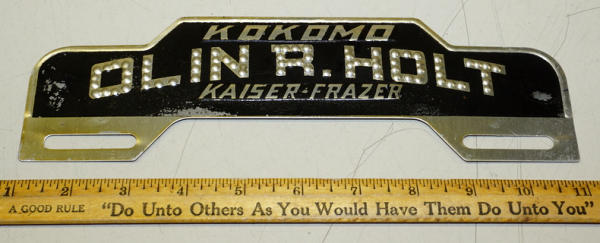 KOKOMO
OLIN R. HOLT
KAISER-FRAZER
1 2 3 4 5 6 7 8 9 10 11
A GOOD RULE "Do Unto Others As You Would Have Them Do Unto You"